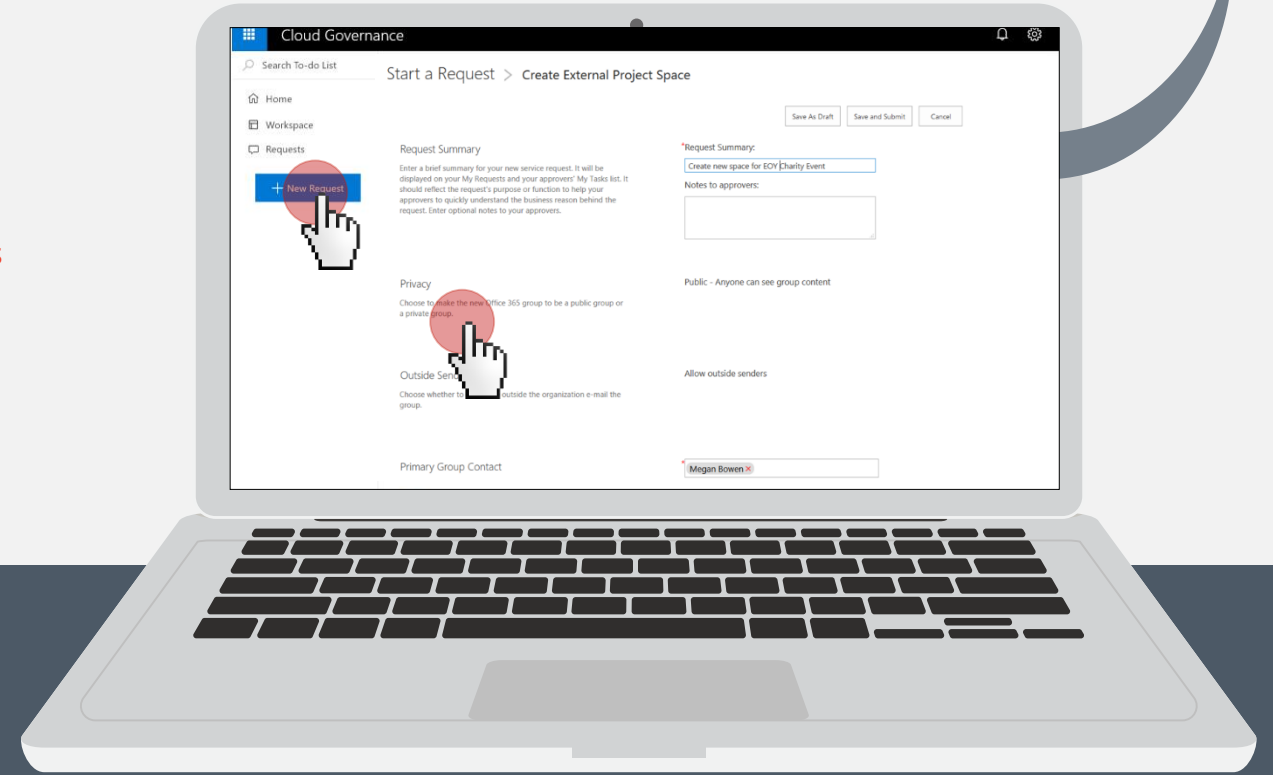 Cloud Governance
Search To-do List
Start a Request > Create External Project Space
Home
Save As Draft
Save and Submit
Cancel
Workspace
Requests
+ New Request
Request Summary
Enter a brief summary for your new service request. It will be
displayed on your My Requests and your approvers' My Tasks list. It
should reflect the request's purpose or function to help your
approvers to quickly understand the business reason behind the
request. Enter optional notes to your approvers.
*Request Summary:
Create new space for EOY Charity Event
Notes to approvers:
Privacy
Choose to make the new Office 365 group to be a public group or
a private group.
Public - Anyone can see group content
Outside
Choose whether to outside the organization e-mail the
group.
Allow outside senders
Primary Group Contact
* Megan Bowen ×